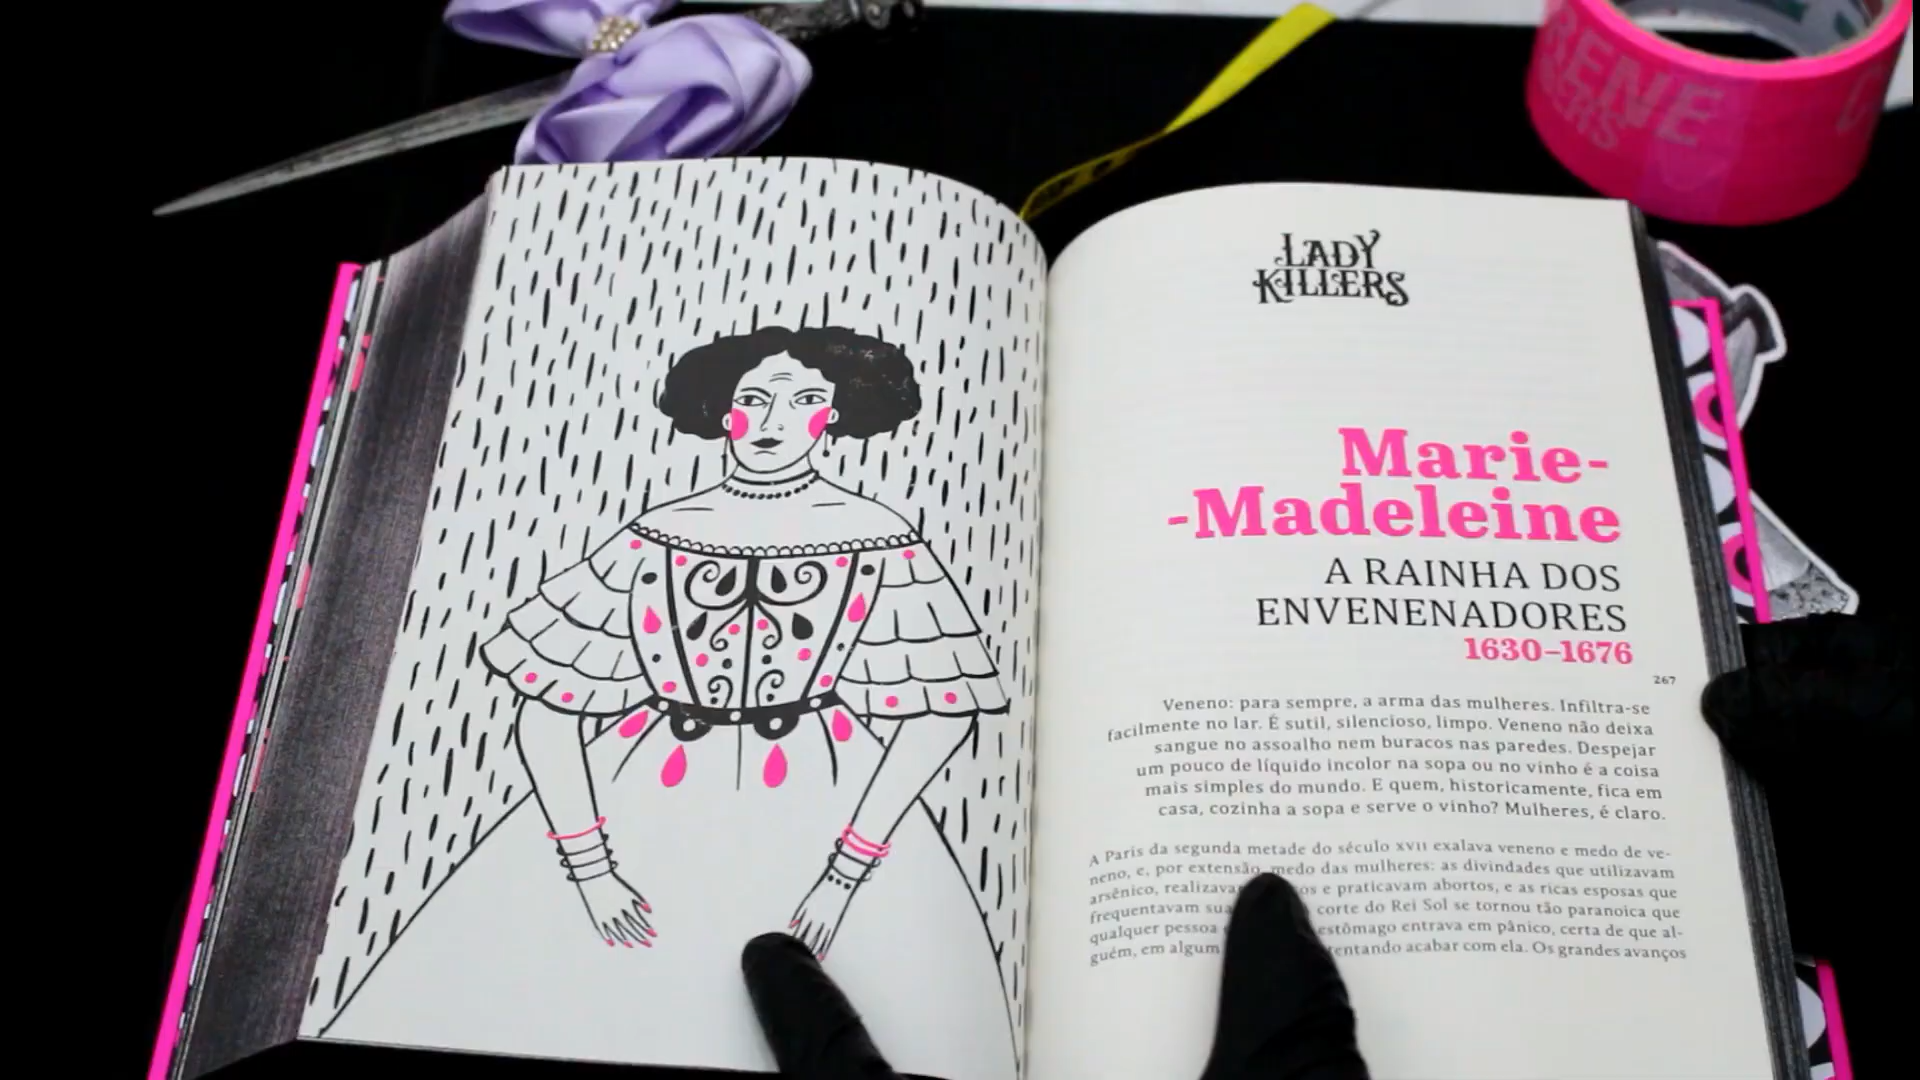 RENE
LADY
KILLERS
Marie-
-Madeleine
A RAINHA DOS
ENVENENADORES
1630–1676
267
Veneno: para sempre, a arma das mulheres. Infiltra-se
facilmente no lar. É sutil, silencioso, limpo. Veneno não deixa
sangue no assoalho nem buracos nas paredes. Despejar
um pouco de líquido incolor na sopa ou no vinho é a coisa
mais simples do mundo. E quem, historicamente, fica em
casa, cozinha a sopa e serve o vinho? Mulheres, é claro.
A Paris da segunda metade do século XVII exalava veneno e medo de ve-
neno, e, por extensão, medo das mulheres: as divindades que utilizavam
arsênico, e praticavam abortos, e as ricas esposas que
frequentavam corte do Rei Sol se tornou tão paranoica que
qualquer pessoa estômago entrava em pânico, certa de que al-
guém, em algum tentando acabar com ela. Os grandes avanços